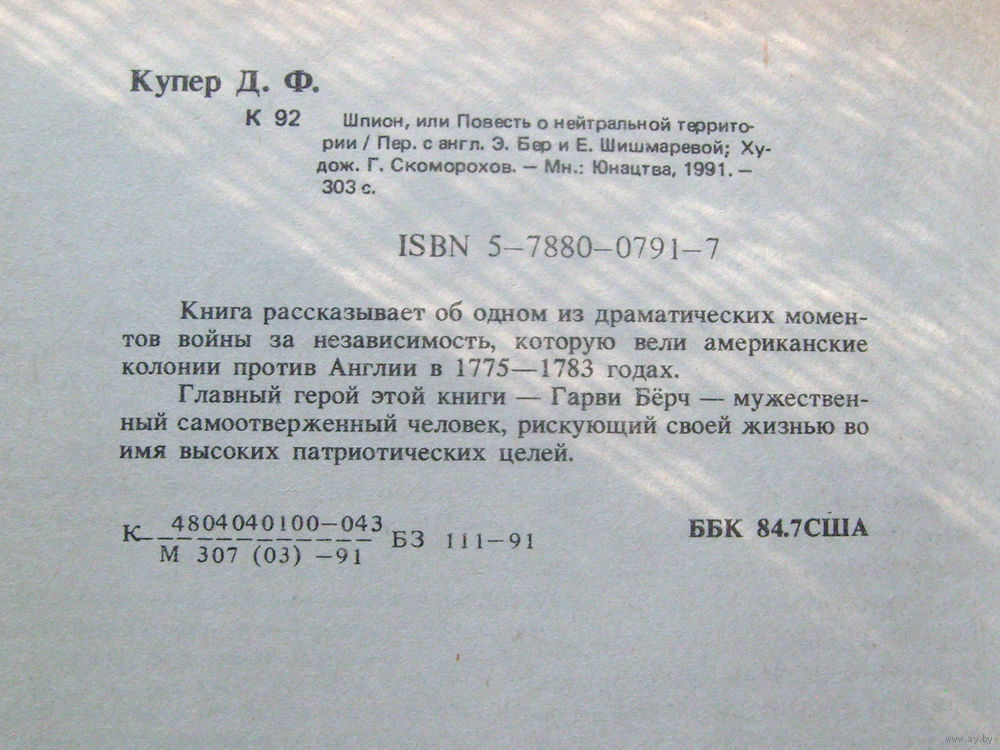 Купер Д. Ф.
К 92 Шпион, или Повесть о нейтральной террито-
рии / Пер. с англ. Э. Бер и Е. Шишмаревой; Ху-
дож. Г. Скоморохов. — Мн.: Юнацтва, 1991. —
303 с.
ISBN 5—7880—0791—7
Книга рассказывает об одном из драматических момен-
тов войны за независимость, которую вели американские
колонии против Англии в 1775—1783 годах.
Главный герой этой книги — Гарви Бёрч — мужествен-
ный самоотверженный человек, рискующий своей жизнью во
имя высоких патриотических целей.
К 4804040100—043 БЗ 111—91
М 307 (03) —91
ББК 84.7США
www.ay.by